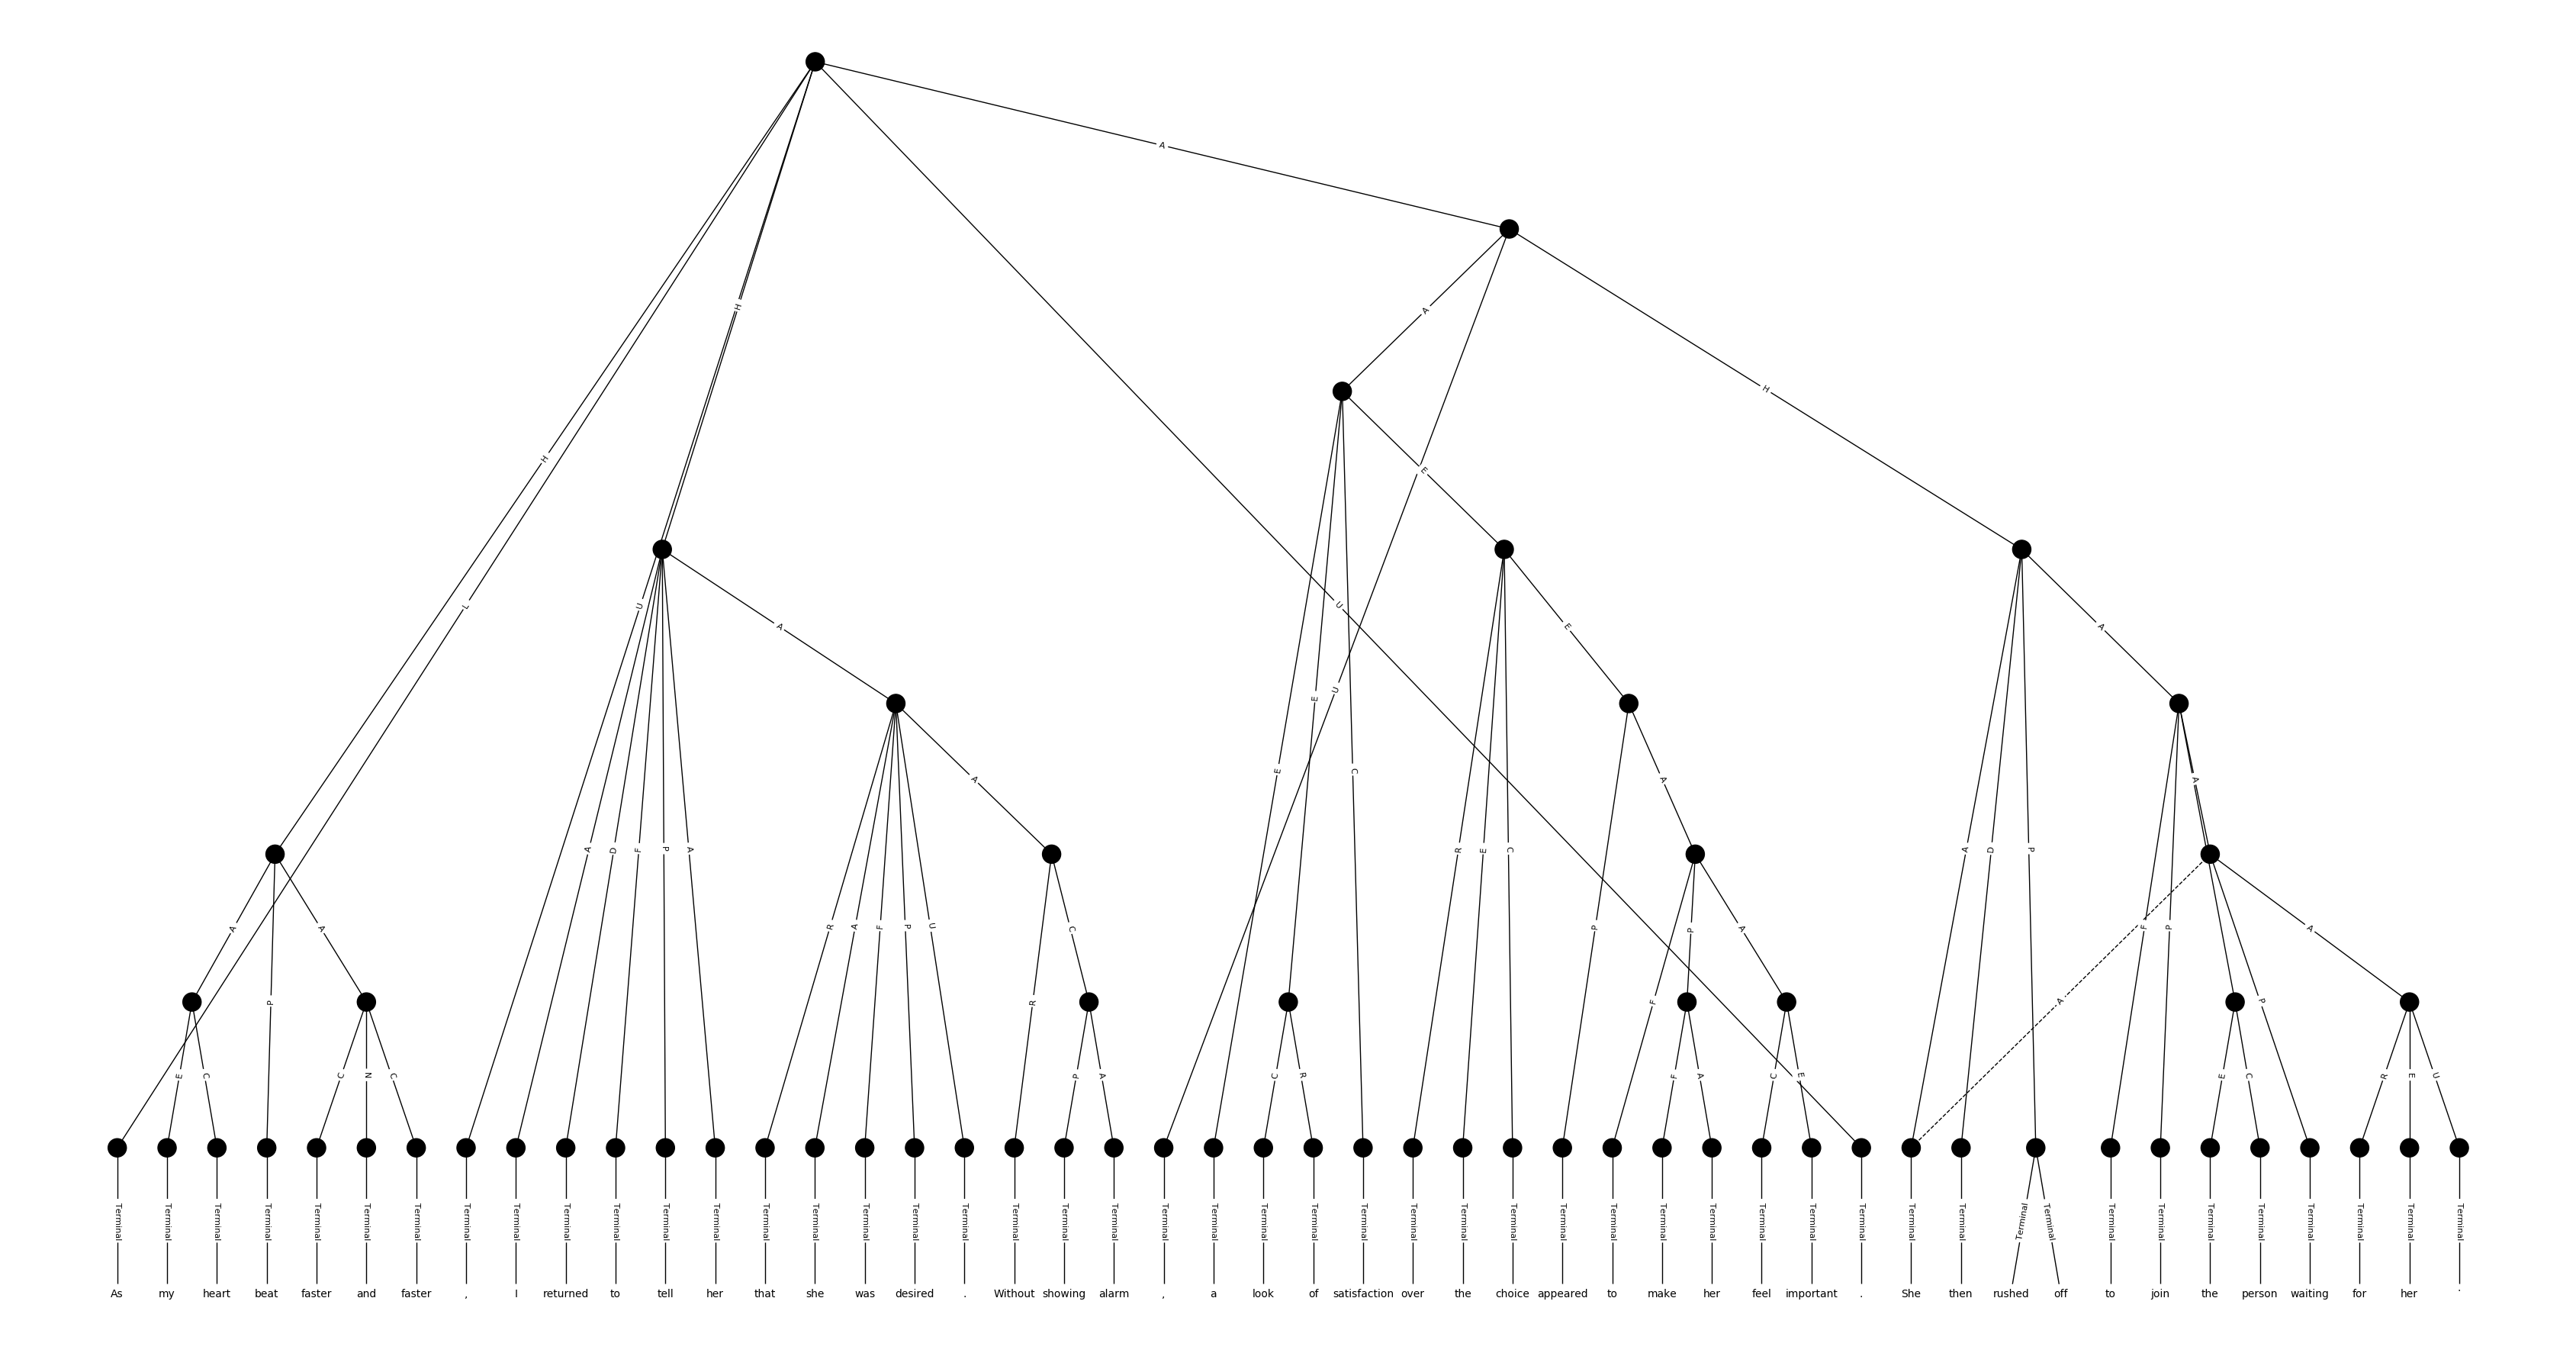 A
A
H
H
E
H
L
U
A
U
A
E
A
U
E
A
A
E
C
A
D
F
P
A
R
E
C
A
D
P
A
A
R
A
F
P
U
C
P
P
A
F
P
A
P
R
F
A
P
E
C
C
N
C
P
A
C
R
F
A
C
E
E
C
R
E
U
Terminal Terminal Terminal Terminal Terminal Terminal Terminal Terminal Terminal Terminal Terminal Terminal Terminal Terminal Terminal Terminal Terminal Terminal Terminal Terminal Terminal Terminal Terminal Terminal Terminal Terminal Terminal Terminal Terminal Terminal Terminal Terminal Terminal Terminal Terminal Terminal Terminal Terminal Terminal Terminal Terminal Terminal Terminal Terminal Terminal Terminal Terminal Terminal
As my heart beat faster and faster , I returned to tell her that she was desired . Without showing alarm , a look of satisfaction over the choice appeared to make her feel important . She then rushed off to join the person waiting for her .